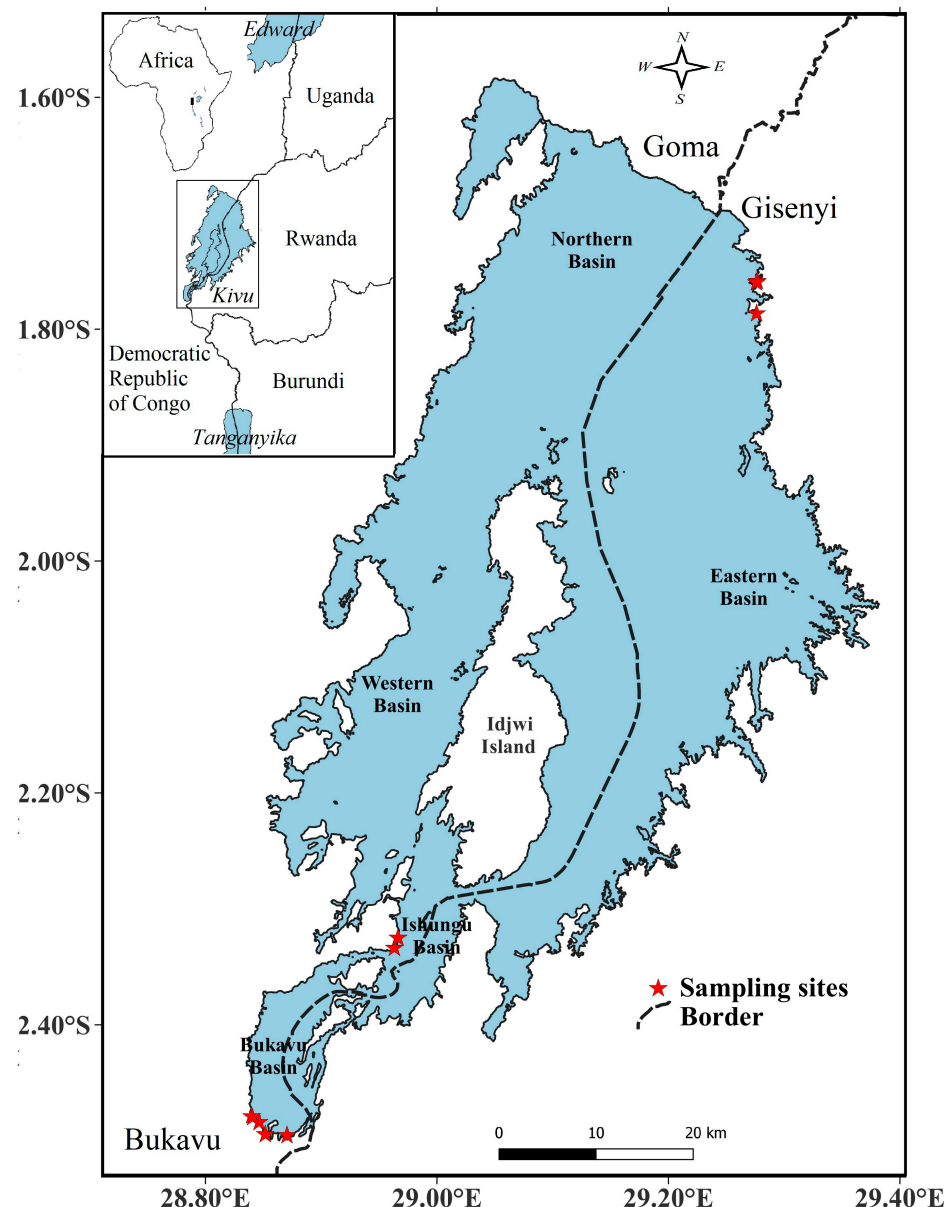 Edward
Africa
Uganda
Rwanda
Kivu
Democratic
Republic
of Congo
Burundi
Tanganyika
N
W
E
S
Goma
Gisenyi
Northern
Basin
Eastern
Basin
Western
Basin
Idjwi
Island
Ishungu
Basin
Bukavu
Basin
Bukavu
Sampling sites
Border
0 10 20 km
1.60°S
1.80°S
2.00°S
2.20°S
2.40°S
28.80°E 29.00°E 29.20°E 29.40°E